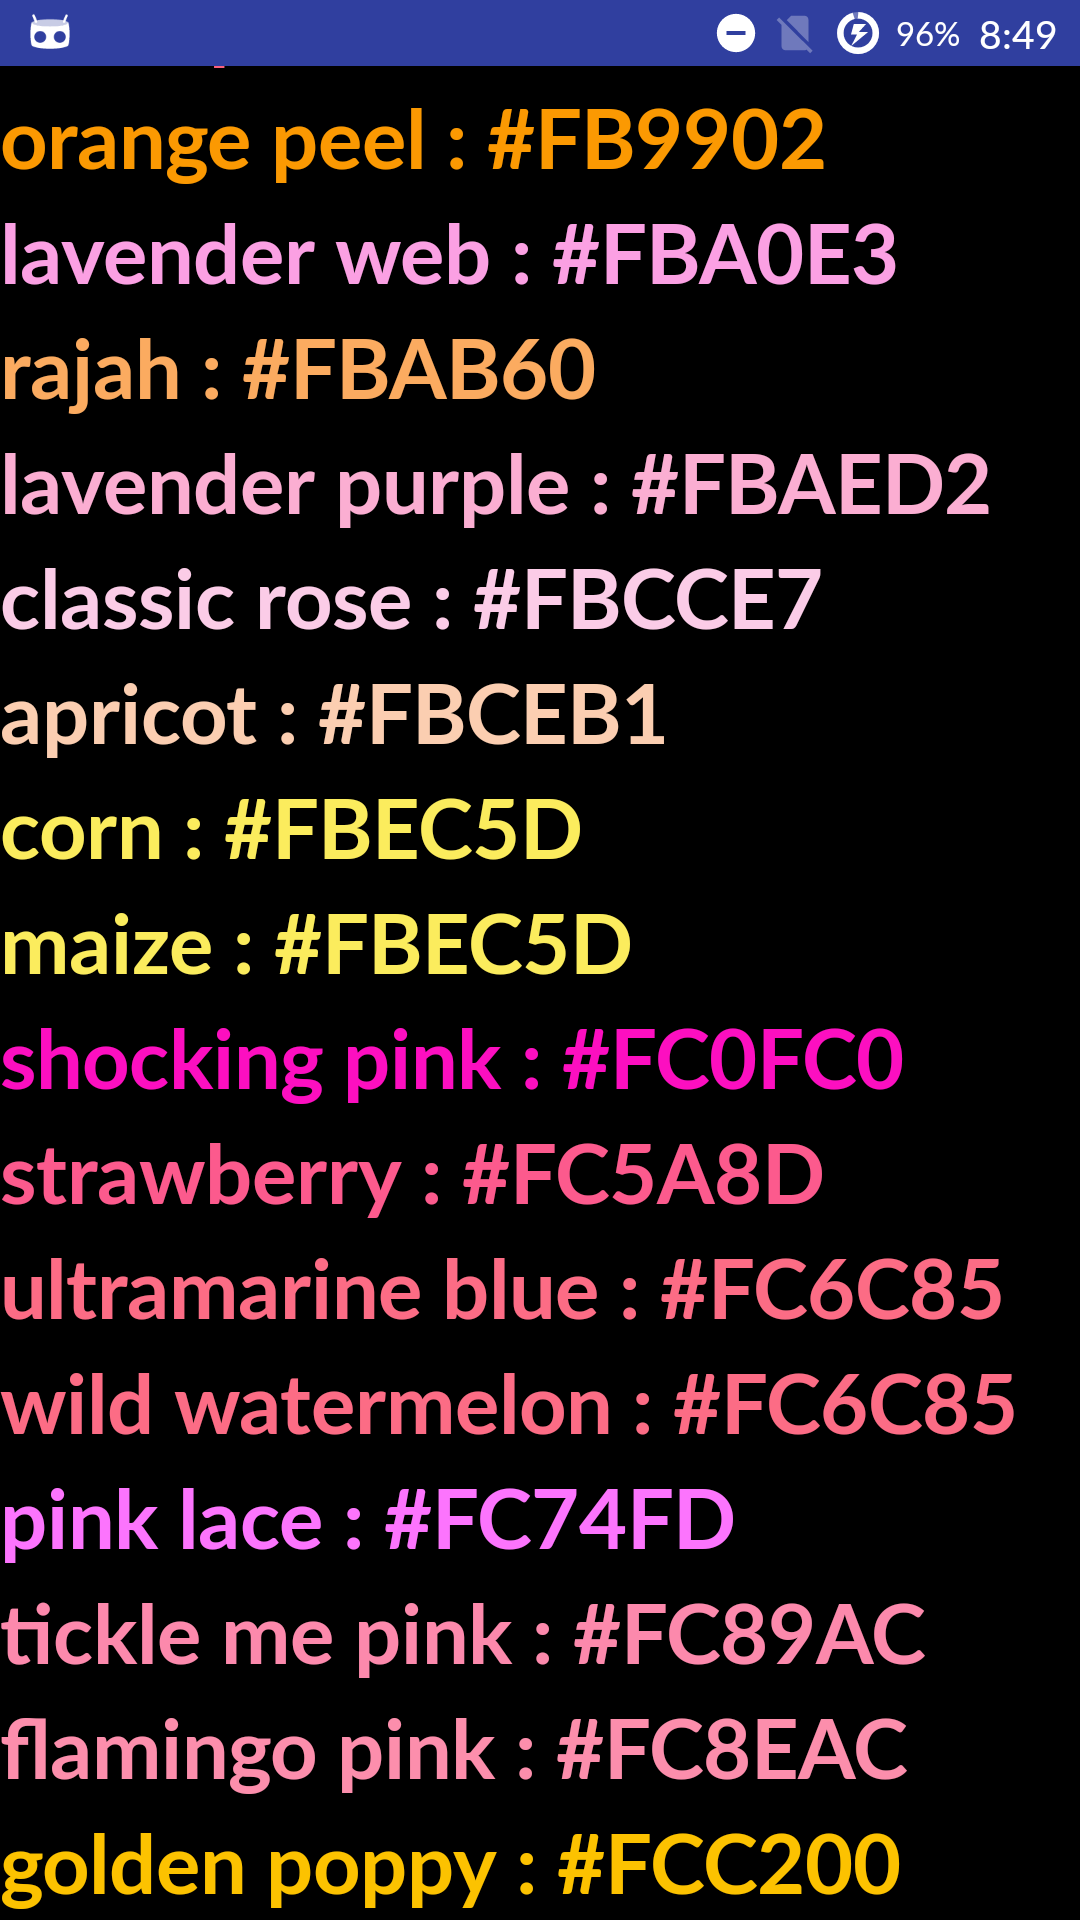 96% 8:49
orange peel : #FB9902
lavender web : #FBA0E3
rajah : #FBAB60
lavender purple : #FBAED2
classic rose : #FBCCE7
apricot : #FBCEB1
corn : #FBEC5D
maize : #FBEC5D
shocking pink : #FC0FC0
strawberry : #FC5A8D
ultramarine blue : #FC6C85
wild watermelon : #FC6C85
pink lace : #FC74FD
tickle me pink : #FC89AC
flamingo pink : #FC8EAC
golden poppy : #FCC200